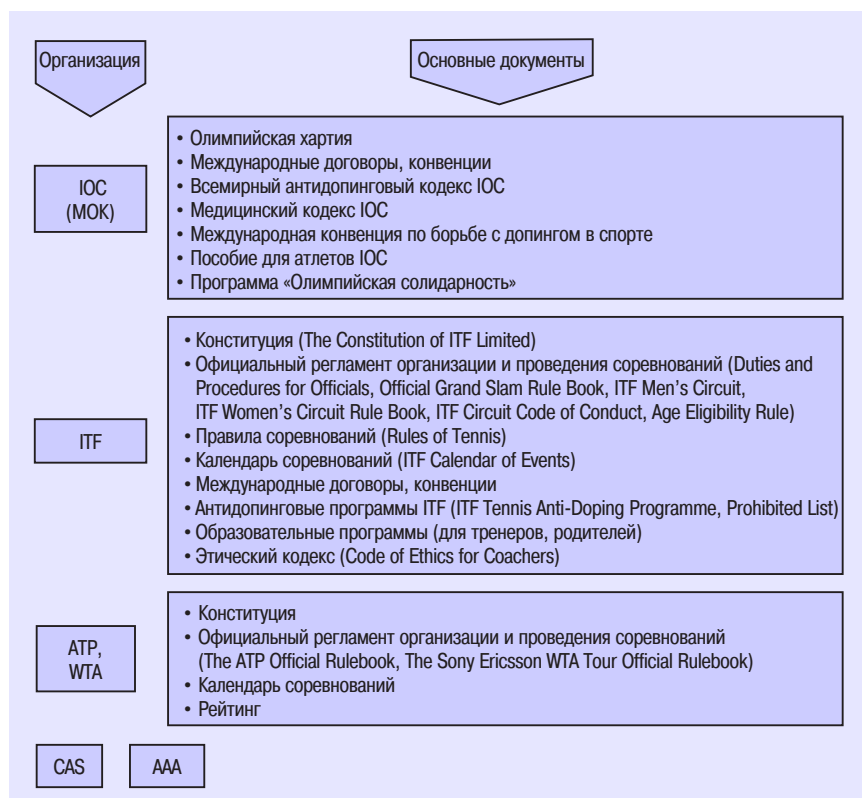 Организация
Основные документы
IOC
(МОК)
• Олимпийская хартия
• Международные договоры, конвенции
• Всемирный антидопинговый кодекс IOC
• Медицинский кодекс IOC
• Международная конвенция по борьбе с допингом в спорте
• Пособие для атлетов IOC
• Программа «Олимпийская солидарность»
ITF
• Конституция (The Constitution of ITF Limited)
• Официальный регламент организации и проведения соревнований (Duties and
Procedures for Officials, Official Grand Slam Rule Book, ITF Men’s Circuit,
ITF Women’s Circuit Rule Book, ITF Circuit Code of Conduct, Age Eligibility Rule)
• Правила соревнований (Rules of Tennis)
• Календарь соревнований (ITF Calendar of Events)
• Международные договоры, конвенции
• Антидопинговые программы ITF (ITF Tennis Anti-Doping Programme, Prohibited List)
• Образовательные программы (для тренеров, родителей)
• Этический кодекс (Code of Ethics for Coachers)
ATP,
WTA
• Конституция
• Официальный регламент организации и проведения соревнований
(The ATP Official Rulebook, The Sony Ericsson WTA Tour Official Rulebook)
• Календарь соревнований
• Рейтинг
CAS
AAA